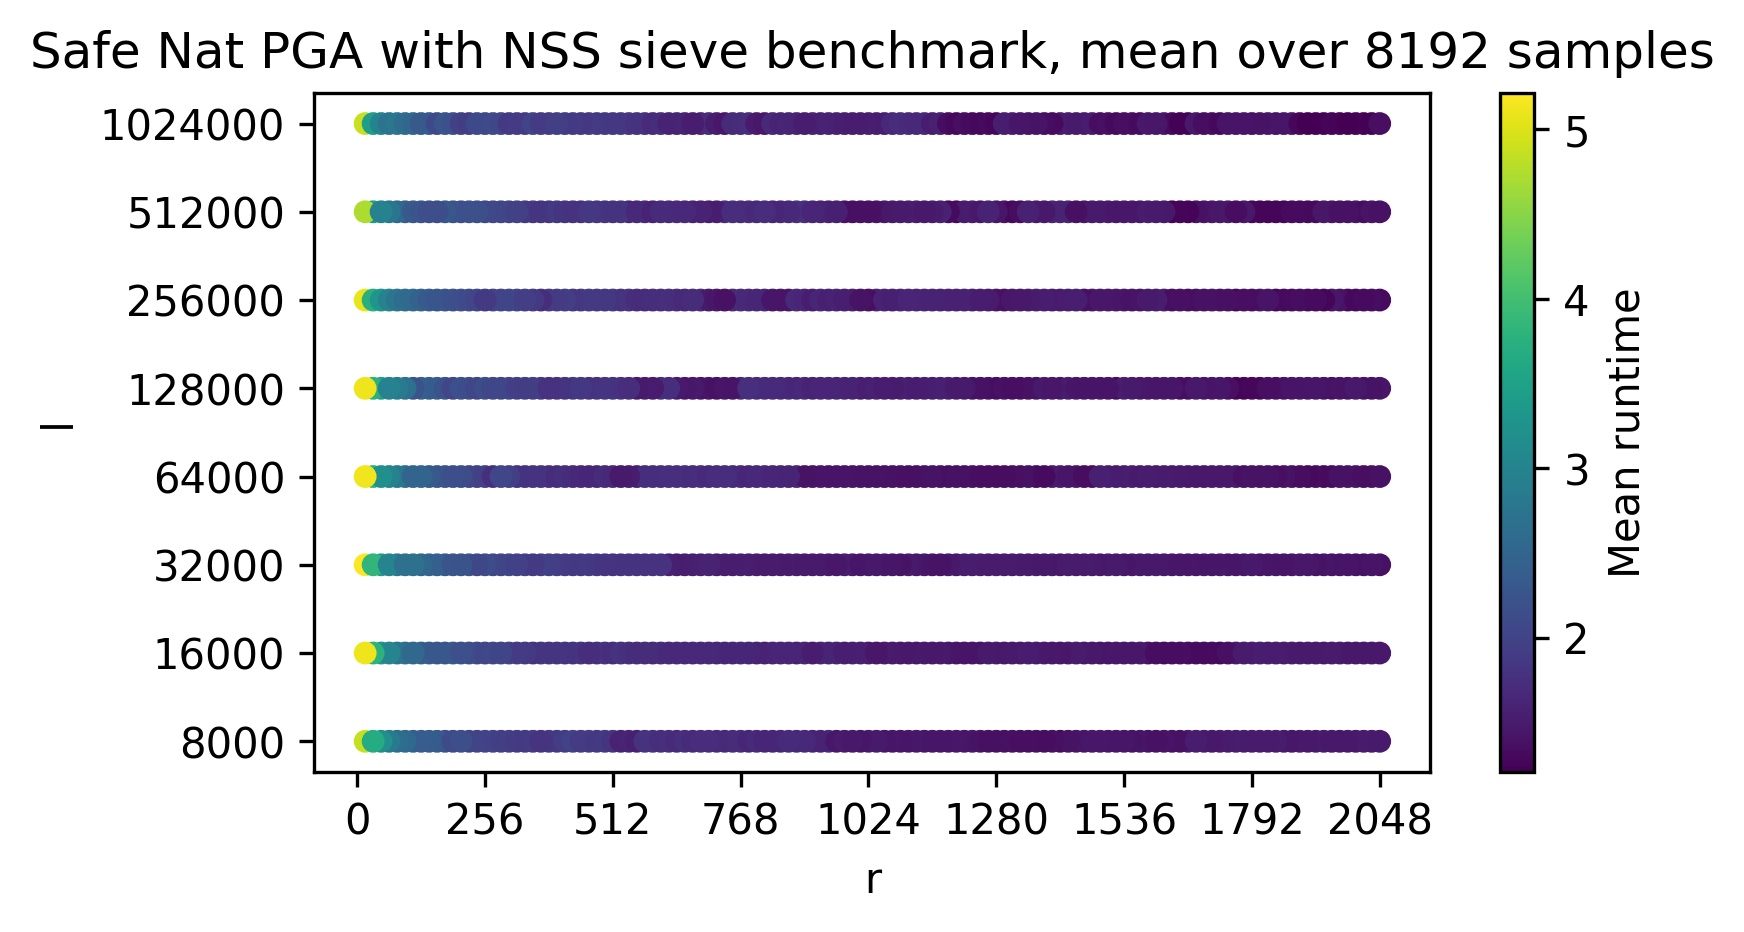 Safe Nat PGA with NSS sieve benchmark, mean over 8192 samples
1024000
512000
256000
128000
64000
32000
16000
8000
l
0 256 512 768 1024 1280 1536 1792 2048
r
5
4
3
2
Mean runtime